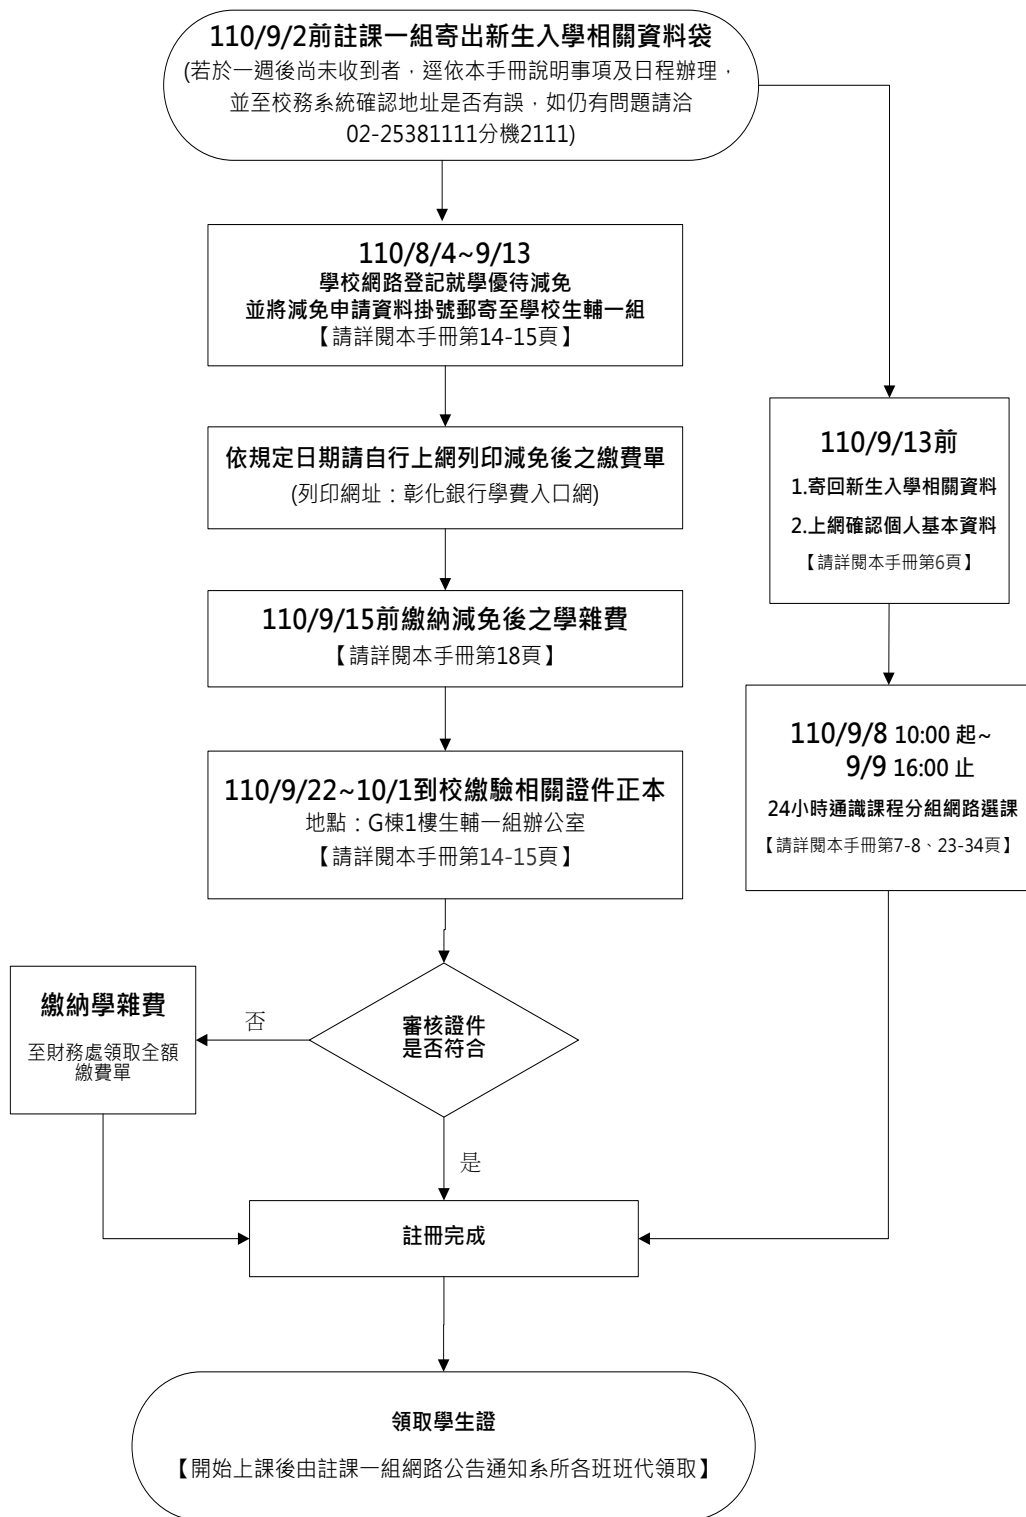 110/9/2前註課一組寄出新生入學相關資料袋
(若於一週後尚未收到者，逕依本手冊說明事項及日程辦理，
並至校務系統確認地址是否有誤，如仍有問題請洽
02-25381111分機2111)
110/8/4~9/13
學校網路登記就學優待減免
並將減免申請資料掛號郵寄至學校生輔一組
【請詳閱本手冊第14-15頁】
依規定日期請自行上網列印減免後之繳費單
(列印網址：彰化銀行學費入口網)
110/9/15前繳納減免後之學雜費
【請詳閱本手冊第18頁】
110/9/22~10/1到校繳驗相關證件正本
地點：G棟1樓生輔一組辦公室
【請詳閱本手冊第14-15頁】
110/9/13前
1.寄回新生入學相關資料
2.上網確認個人基本資料
【請詳閱本手冊第6頁】
110/9/8 10:00 起~
9/9 16:00 止
24小時通識課程分組網路選課
【請詳閱本手冊第7-8、23-34頁】
審核證件
是否符合
否
繳納學雜費
至財務處領取全額
繳費單
是
註冊完成
領取學生證
【開始上課後由註課一組網路公告通知系所各班班代領取】